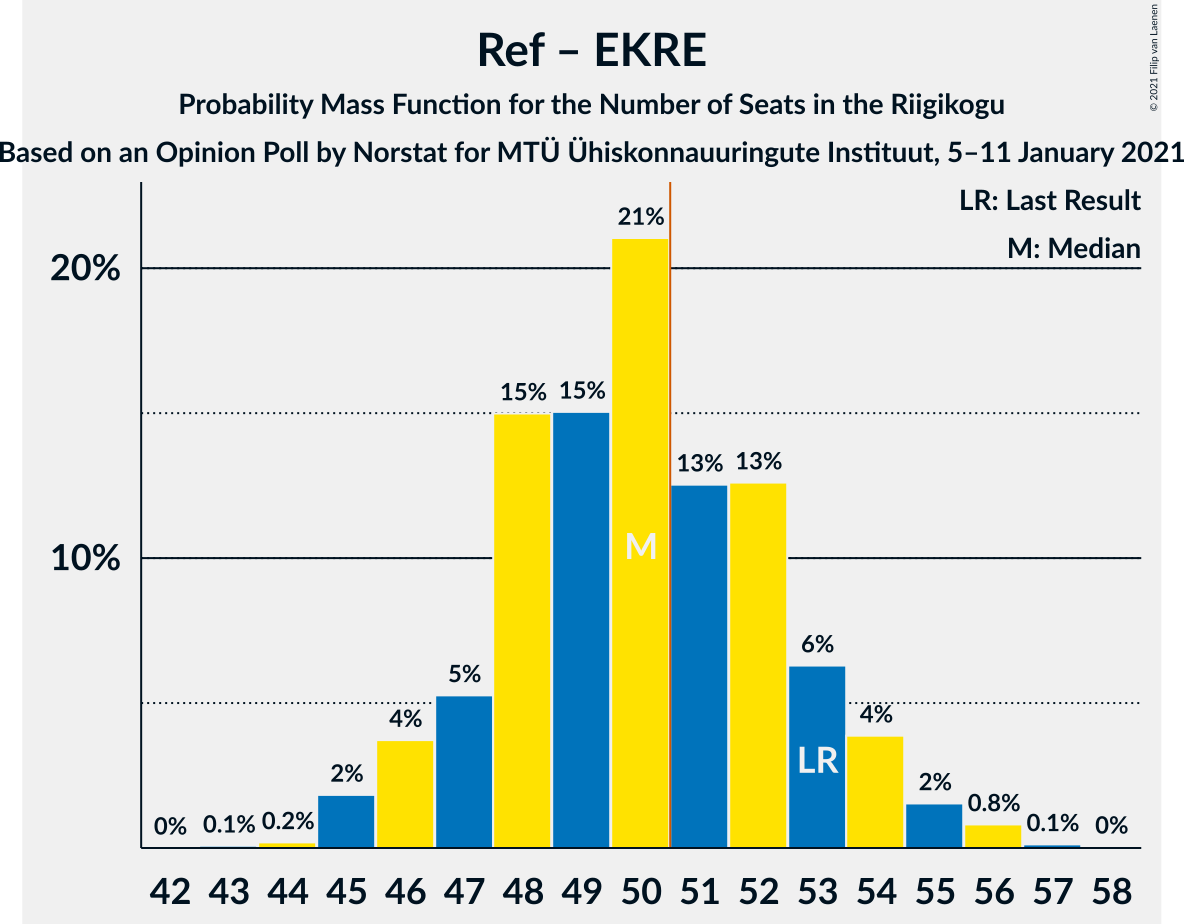 Ref – EKRE
Probability Mass Function for the Number of Seats in the Riigikogu
Based on an Opinion Poll by Norstat for MTÜ Ühiskonnauuringute Instituut, 5–11 January 2021
© 2021 Filip van Laenen
LR: Last Result
M: Median
20%
10%
0% 0.1% 0.2% 2% 4% 5% 15% 15% 21% 13% 13% 6% 4% 2% 0.8% 0.1% 0%
M
LR
42 43 44 45 46 47 48 49 50 51 52 53 54 55 56 57 58